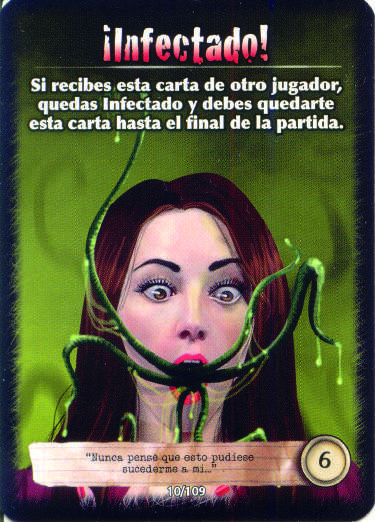 ¡Infectado!
Si recibes esta carta de otro jugador,
quedas Infectado y debes quedarte
esta carta hasta el final de la partida.
"Nunca pensé que esto pudiese
sucederme a mí..."
6
10/109